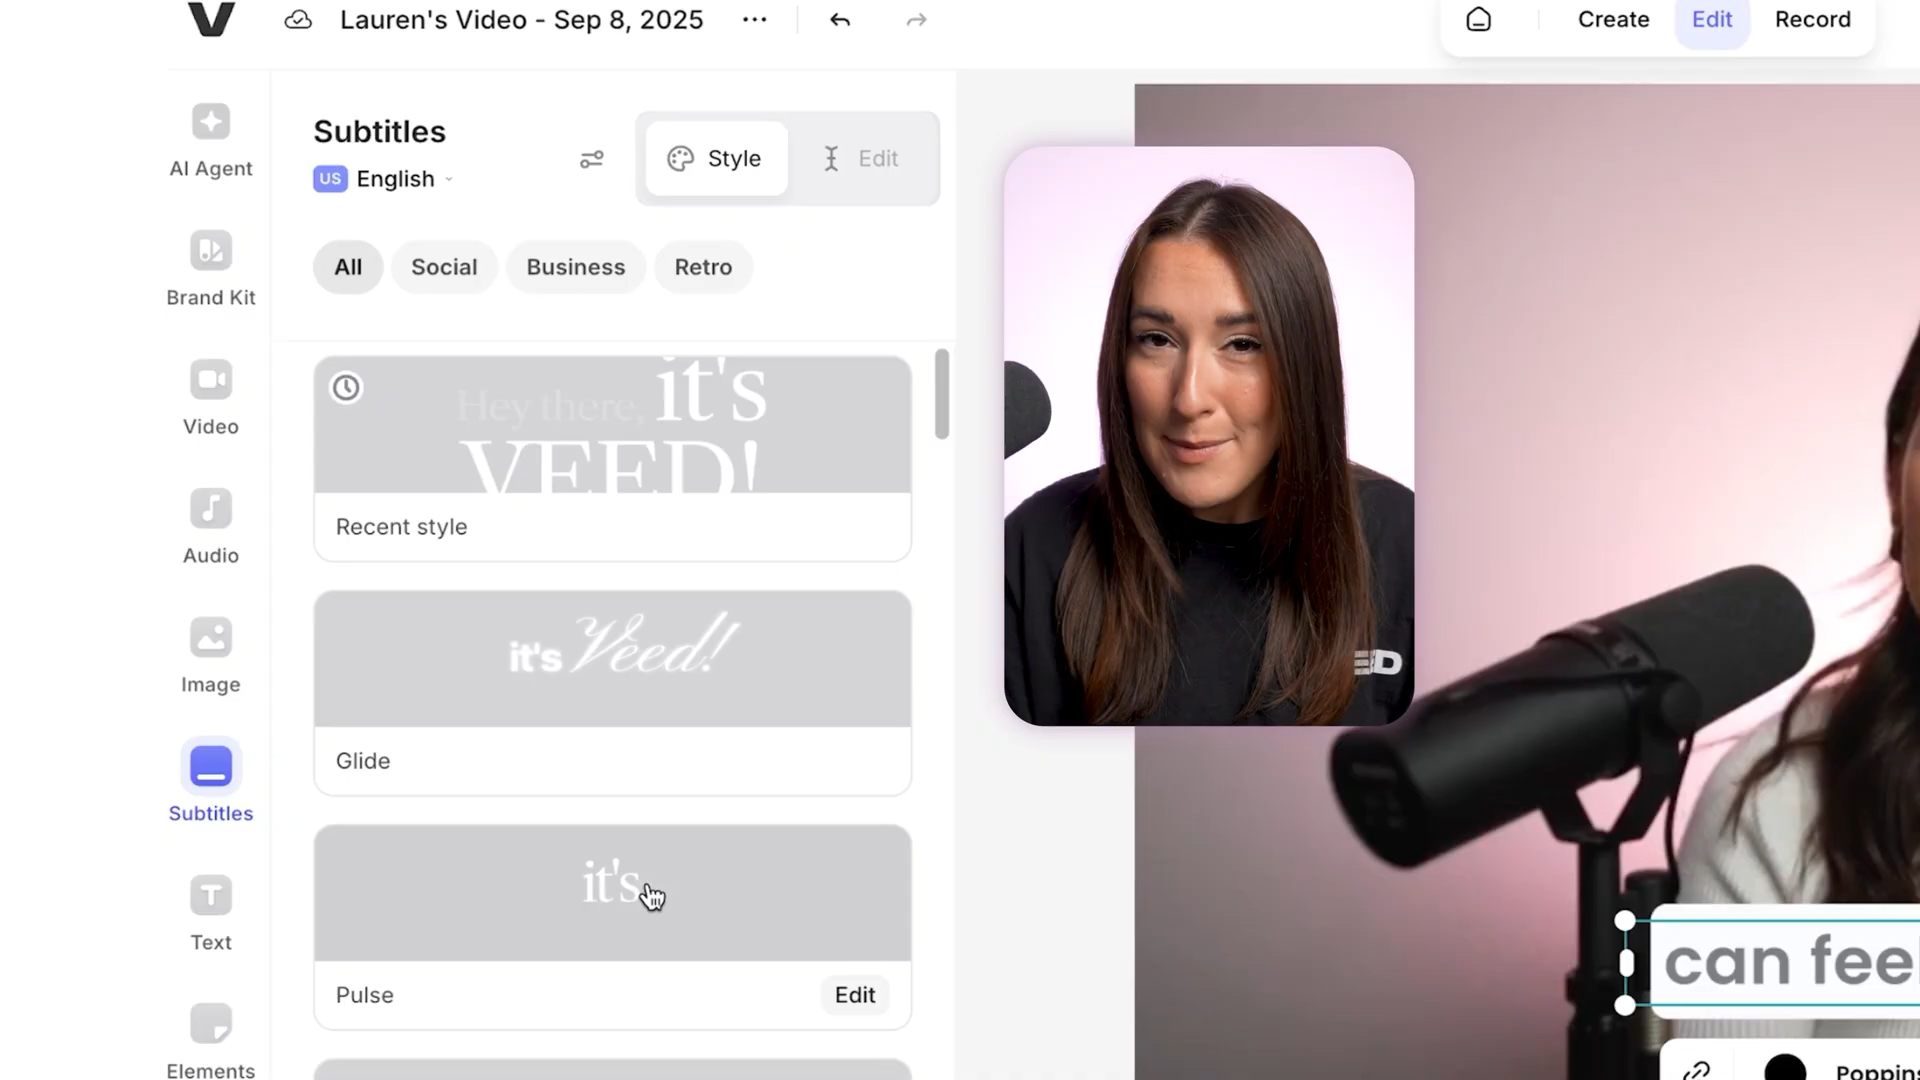 Lauren's Video - Sep 8, 2025
Create
Edit
Record
AI Agent
Brand Kit
Video
Audio
Image
Subtitles
Text
Elements
Subtitles
US English
Style
Edit
All
Social
Business
Retro
Hey there, it's
VEED!
Recent style
it's Veed!
Glide
it's
Pulse
Edit
ED
can fee
Poppins